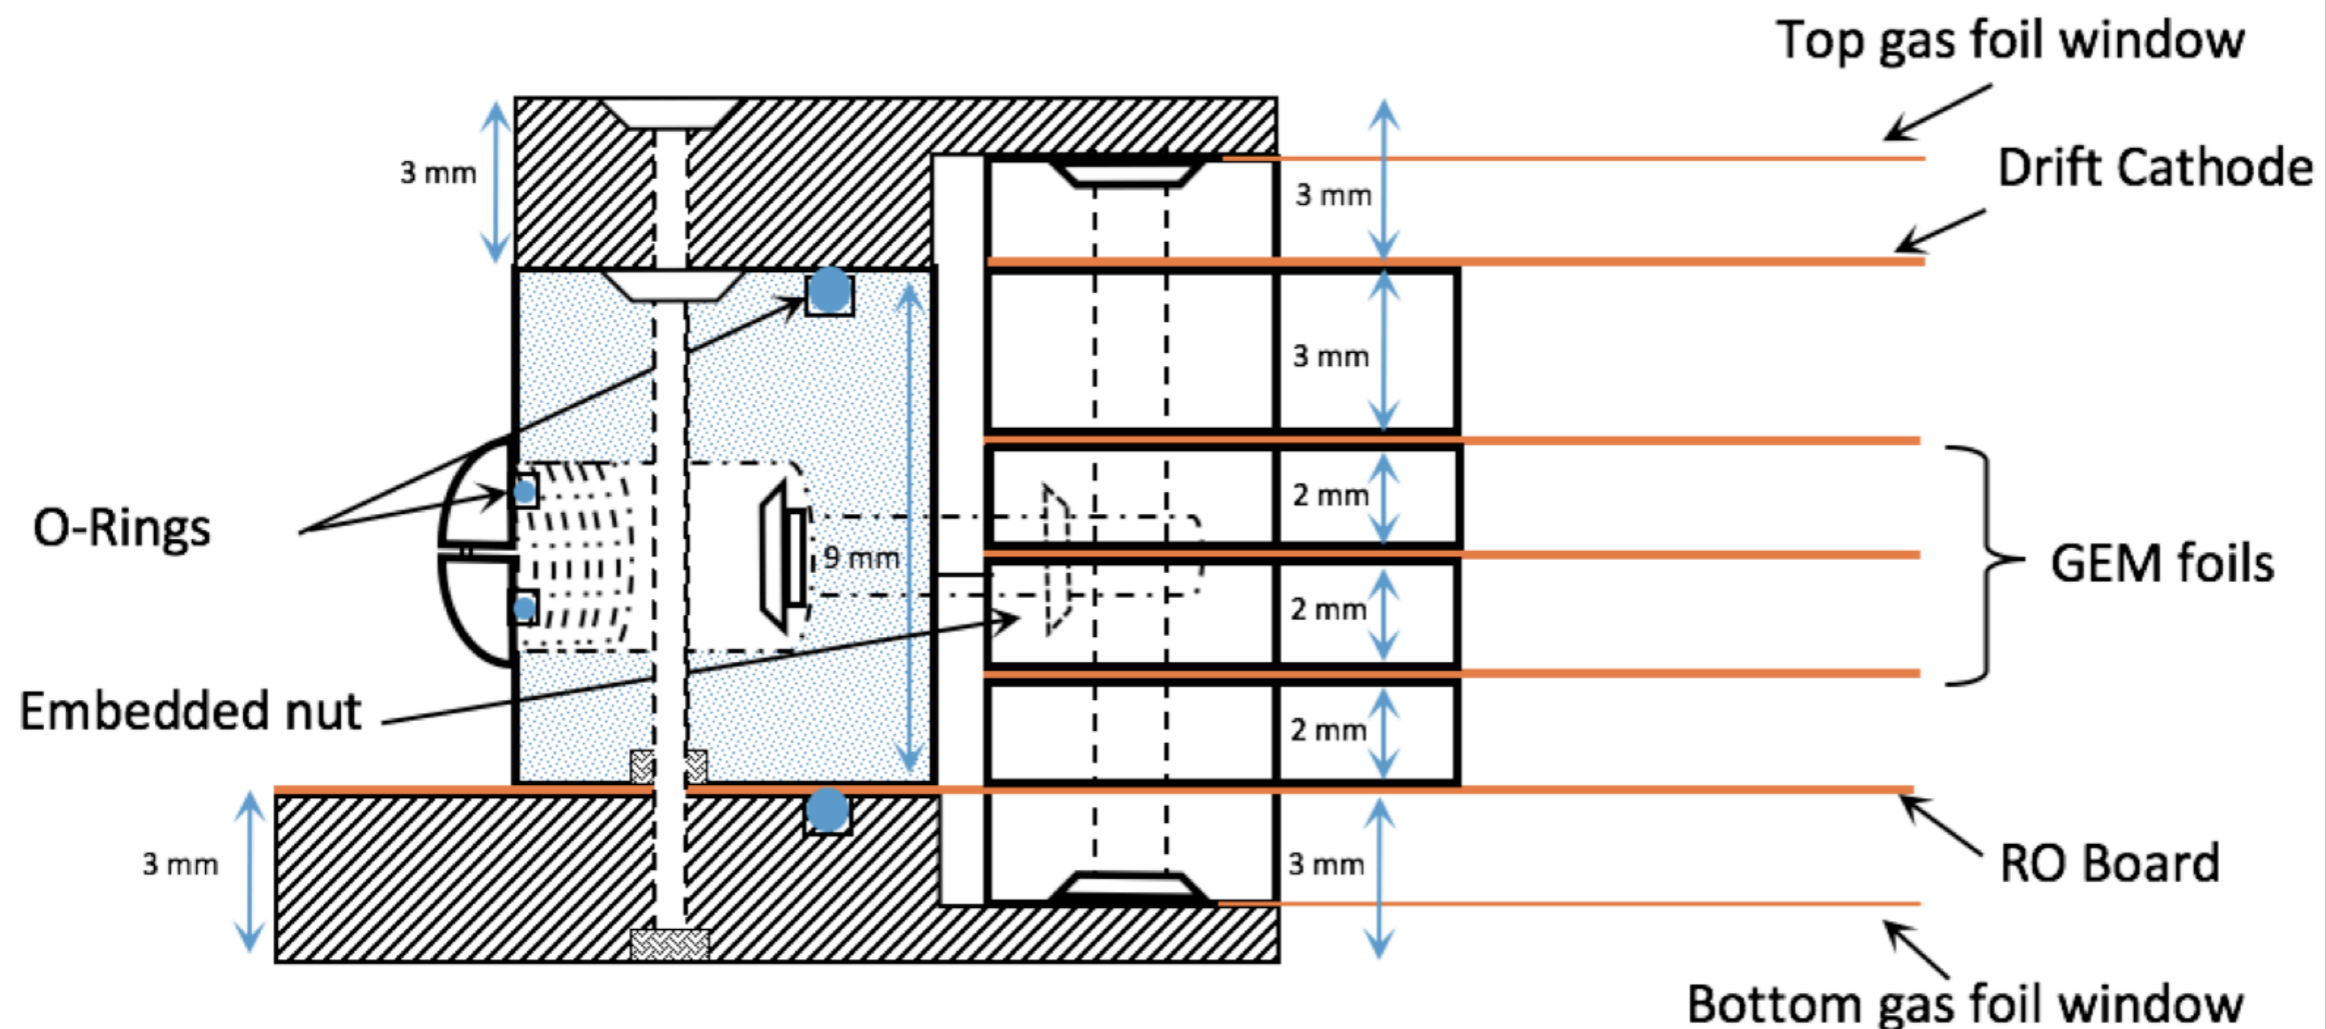 Top gas foil window
Drift Cathode
3 mm
3 mm
3 mm
2 mm
O-Rings
9 mm
GEM foils
2 mm
Embedded nut
2 mm
3 mm
3 mm
RO Board
Bottom gas foil window